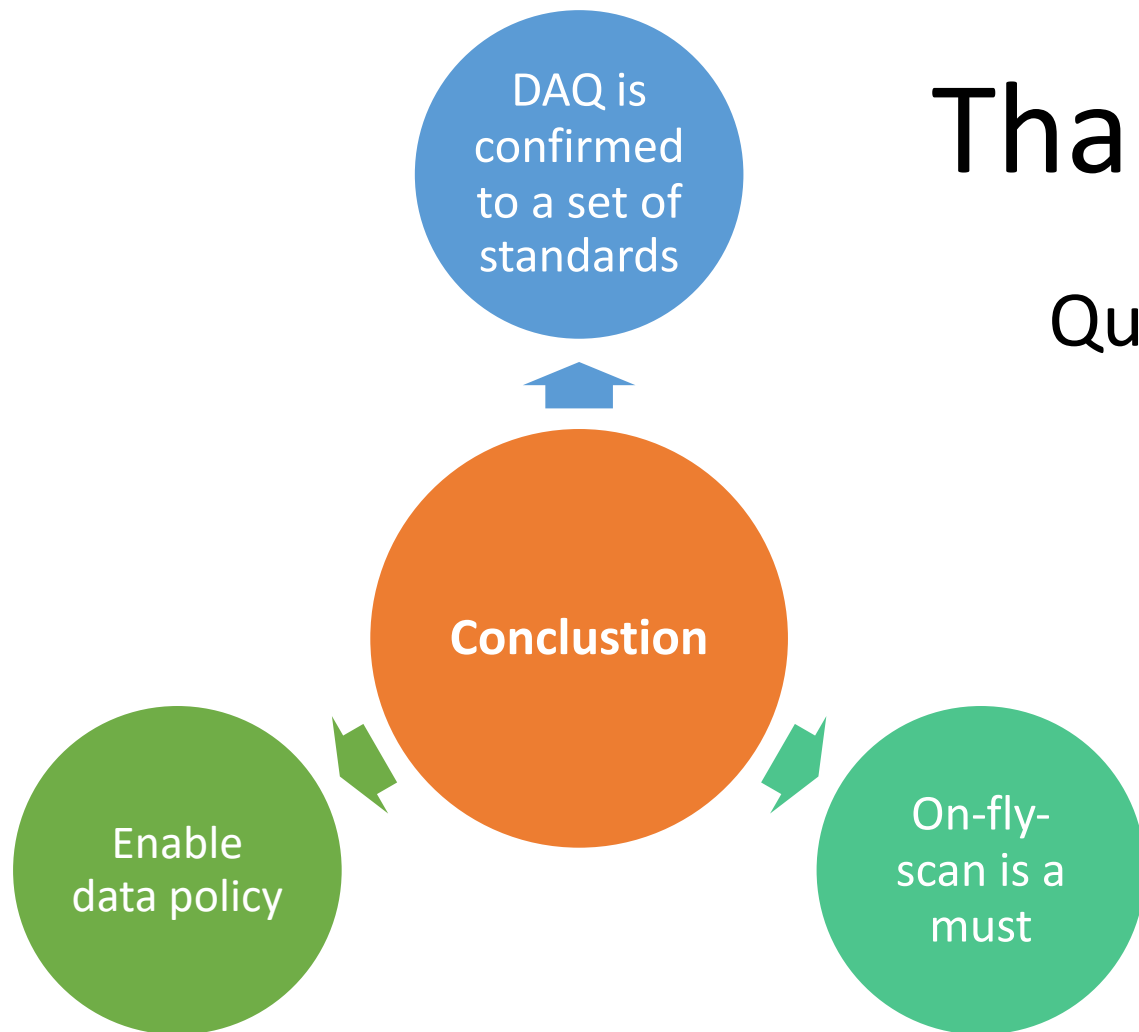 DAQ is
confirmed
to a set of
standards
Tha
Qu
Conclustion
Enable
data policy
On-fly-
scan is a
must